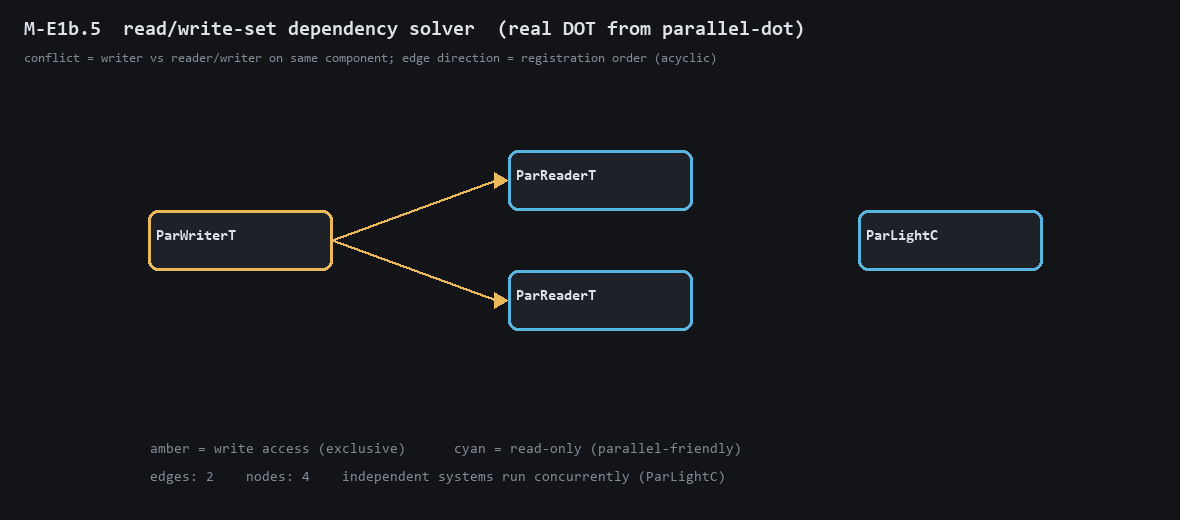 M-E1b.5  read/write-set dependency solver  (real DOT from parallel-dot)
conflict = writer vs reader/writer on same component; edge direction = registration order (acyclic)
ParReaderT
ParWriterT
ParLightC
ParReaderT
amber = write access (exclusive)      cyan = read-only (parallel-friendly)
edges: 2    nodes: 4    independent systems run concurrently (ParLightC)